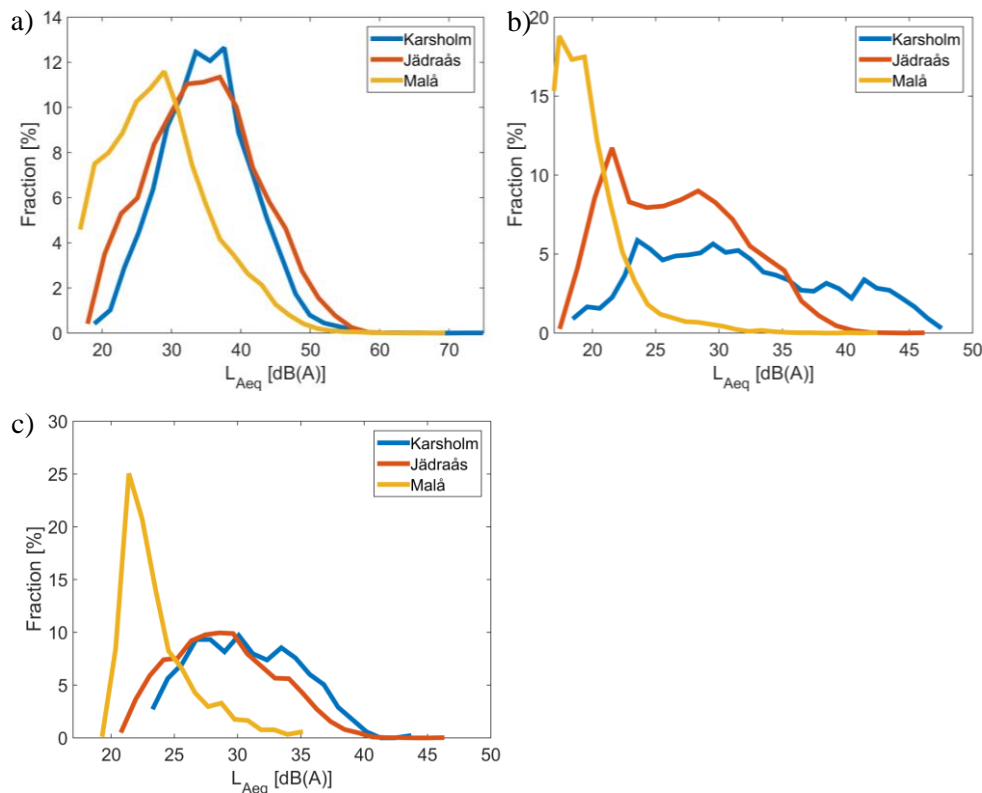 a)
14
12
10
8
6
4
2
0
Fraction [%]
Karsholm
Jädraås
Malå
20 30 40 50 60 70
L_Aeq [dB(A)]
b)
20
15
10
5
0
Fraction [%]
Karsholm
Jädraås
Malå
20 25 30 35 40 45 50
L_Aeq [dB(A)]
c)
30
25
20
15
10
5
0
Fraction [%]
Karsholm
Jädraås
Malå
20 25 30 35 40 45 50
L_Aeq [dB(A)]